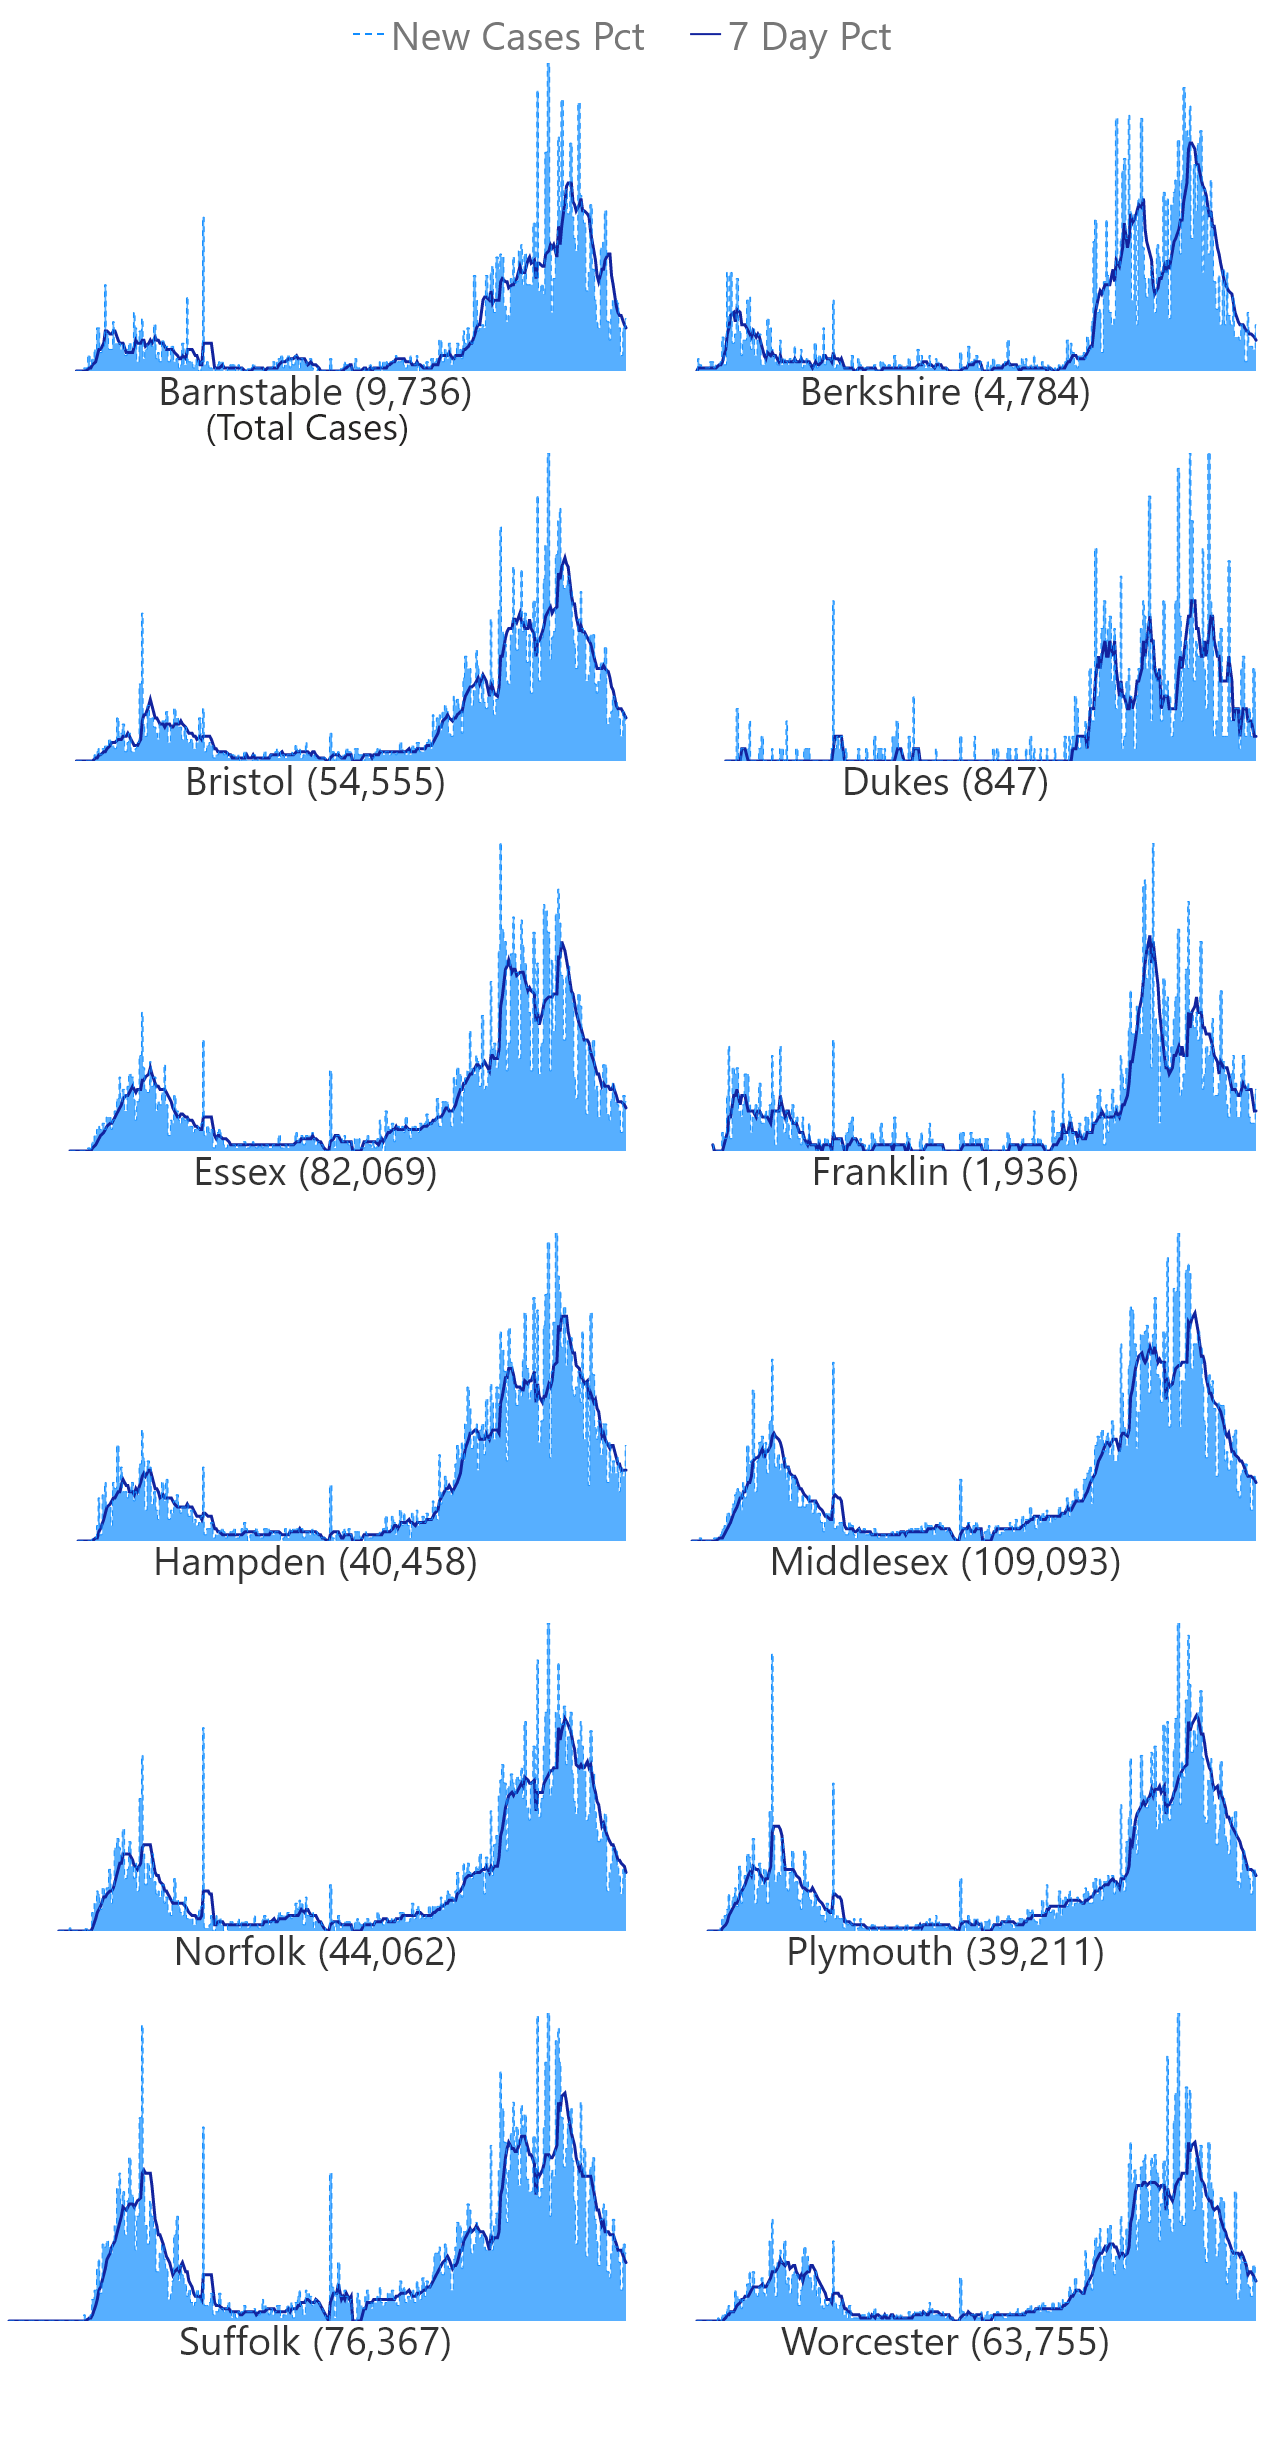 New Cases Pct 7 Day Pct
Barnstable (9,736) Berkshire (4,784)
(Total Cases)
Bristol (54,555) Dukes (847)
Essex (82,069) Franklin (1,936)
Hampden (40,458) Middlesex (109,093)
Norfolk (44,062) Plymouth (39,211)
Suffolk (76,367) Worcester (63,755)